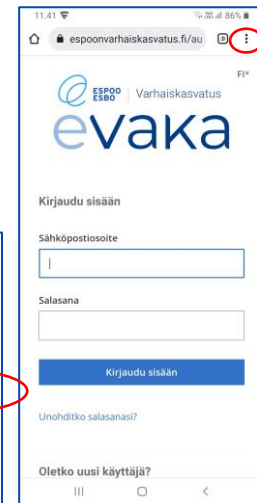 11.41
86%
espoonvarhaiskasvatus.fi/au
FI
ESPOO
ESBO
Varhaiskasvatus
evaka
Kirjaudu sisään
Sähköpostiosoite
Salasana
Kirjaudu sisään
Unohditko salasanasi?
Oletko uusi käyttäjä?